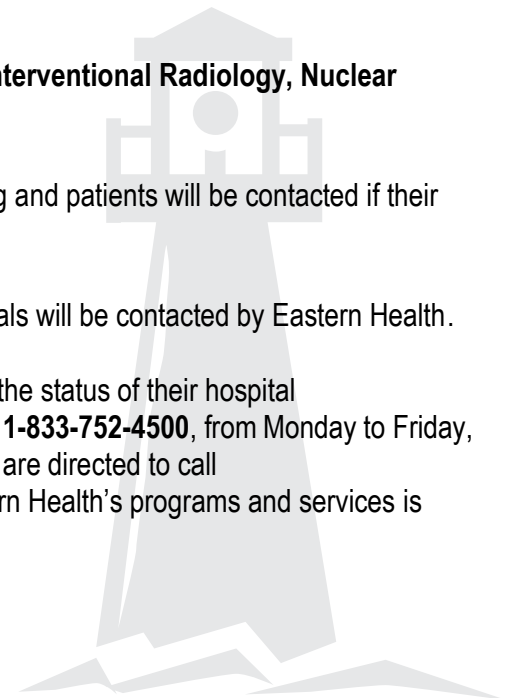 nterventional Radiology, Nuclear
g and patients will be contacted if their
als will be contacted by Eastern Health.
the status of their hospital
1-833-752-4500, from Monday to Friday,
are directed to call
rn Health's programs and services is